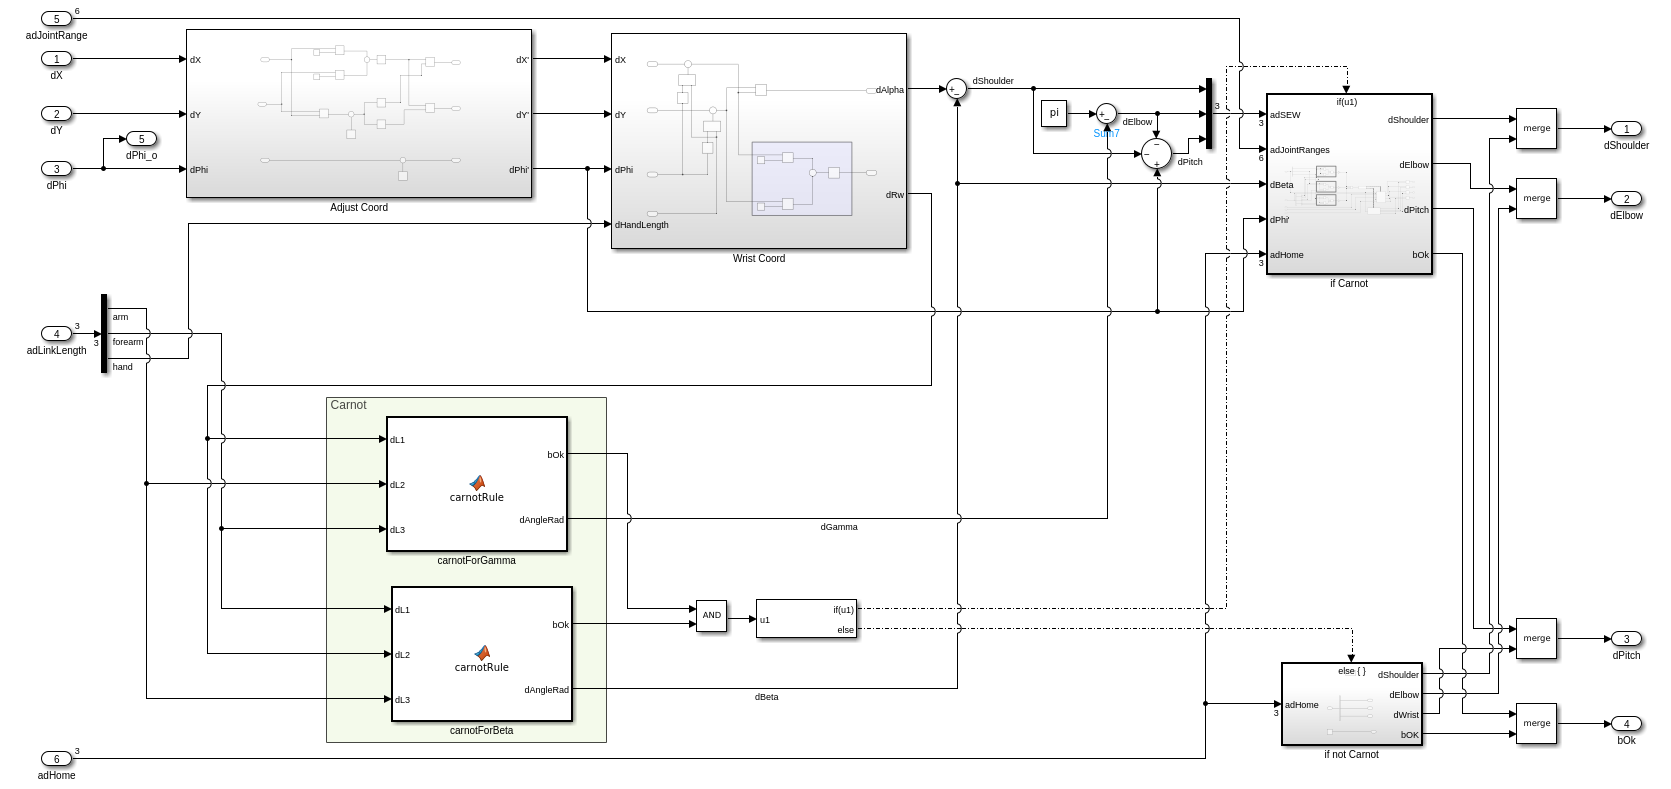 5
6
adJointRange
1
dX
2
dY
5
dPhi_o
3
dPhi
dX
dY
dPhi
dX'
dY'
dPhi'
Adjust Coord
dX
dY
dPhi
dHandLength
dAlpha
dRw
Wrist Coord
+
−
dShoulder
pi
+
−
Sum7
dElbow
−
−
+
dPitch
3
if(u1)
adSEW
3
adJointRanges
6
dBeta
dPhi'
adHome
3
dShoulder
dElbow
dPitch
bOk
if Carnot
merge
1
dShoulder
merge
2
dElbow
4
3
adLinkLength
3
arm
forearm
hand
Carnot
dL1
dL2
dL3
bOk
dAngleRad
carnotRule
carnotForGamma
dGamma
dL1
dL2
dL3
bOk
dAngleRad
carnotRule
carnotForBeta
dBeta
AND
u1
if(u1)
else
else { }
adHome
3
dShoulder
dElbow
dWrist
bOK
if not Carnot
merge
3
dPitch
merge
4
bOk
6
3
adHome